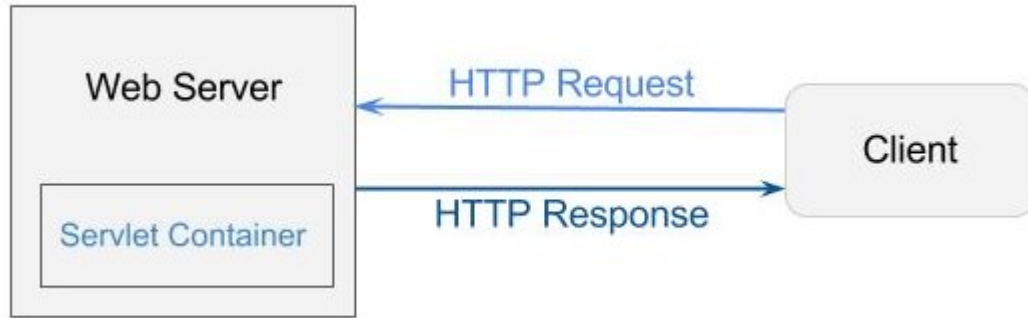 Web Server
HTTP Request
Client
HTTP Response
Servlet Container